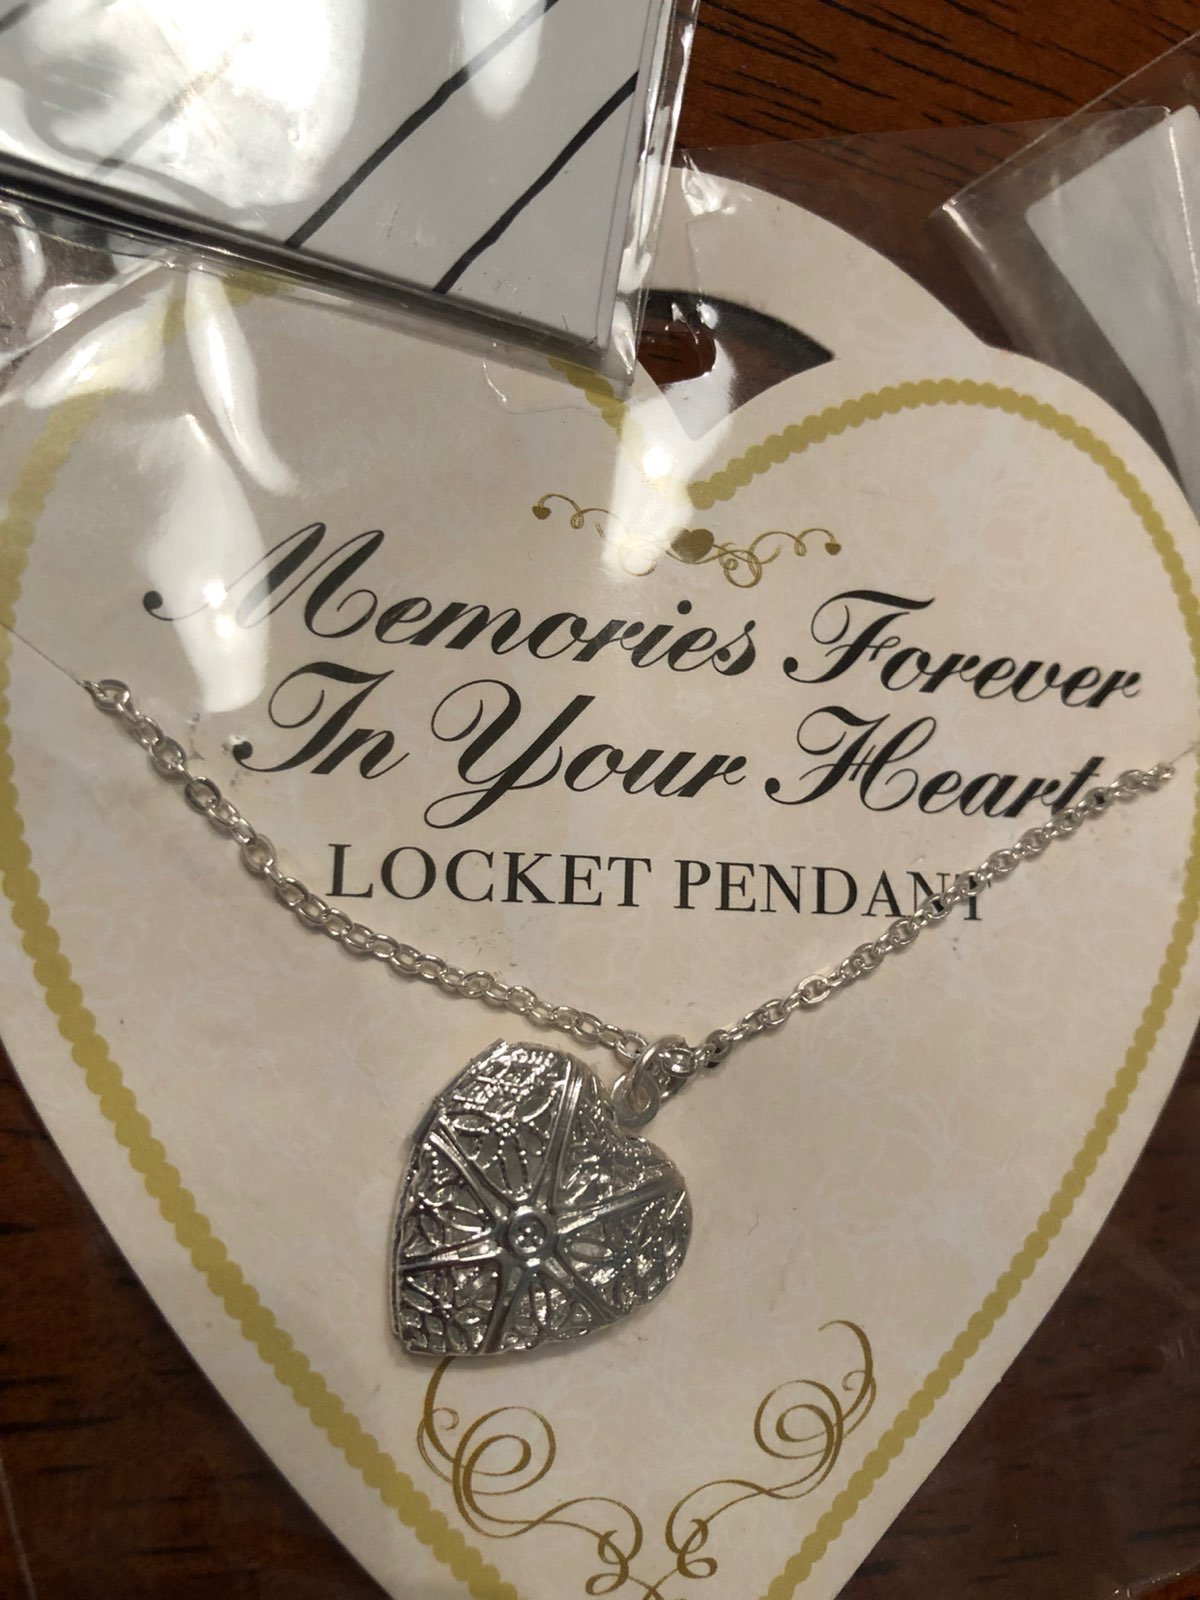 Memories Forever
In Your Heart
LOCKET PENDANT